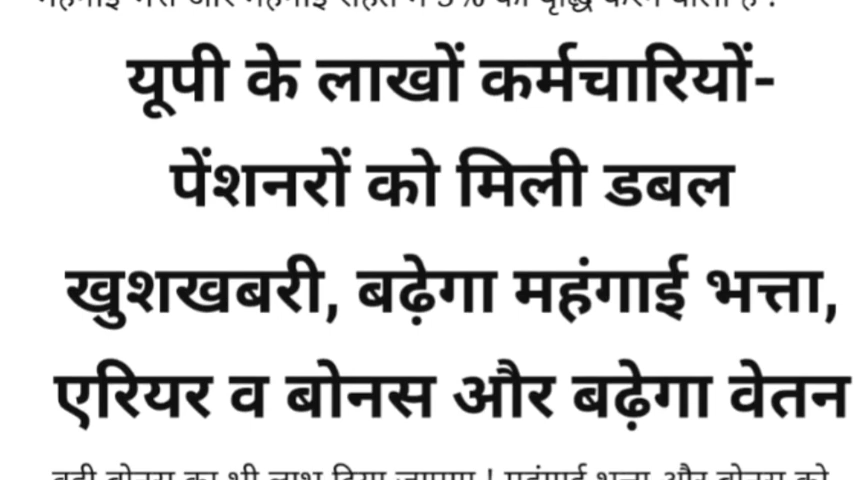 यूपी के लाखों कर्मचारियों-
पेंशनरों को मिली डबल
खुशखबरी, बढ़ेगा महंगाई भत्ता,
एरियर व बोनस और बढ़ेगा वेतन